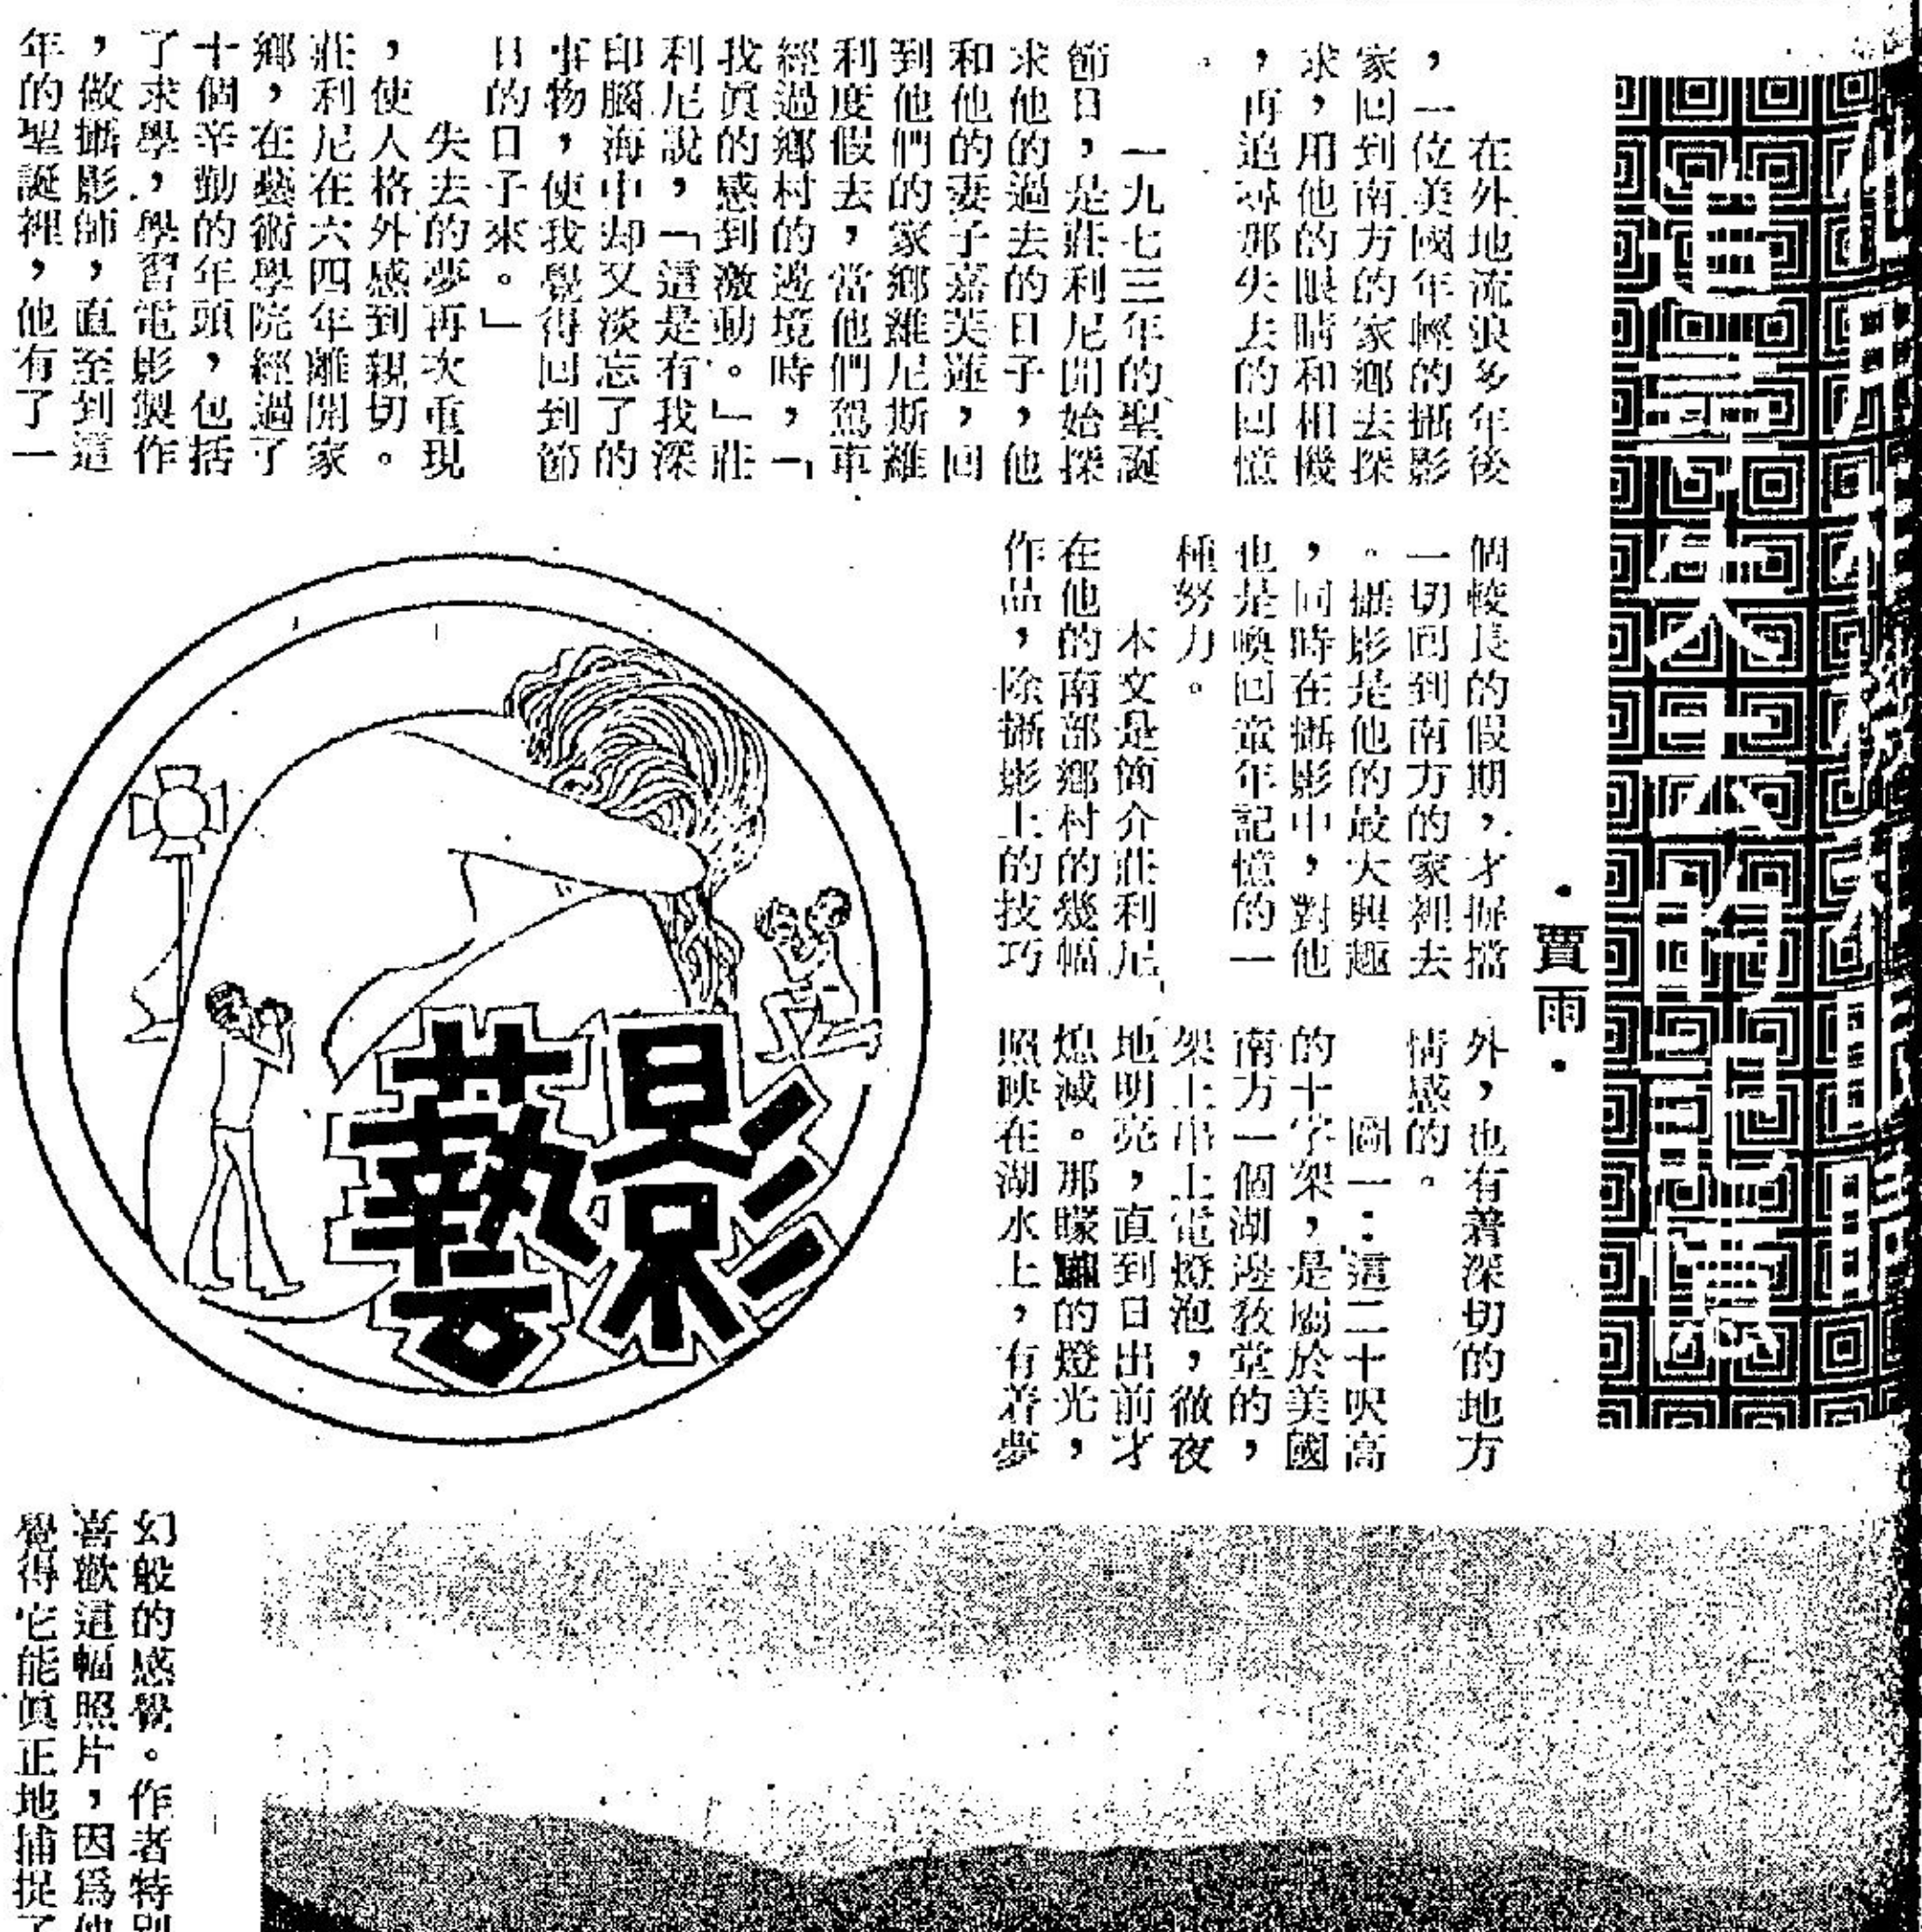 他用相機和眼睛
追尋失去的記憶
•賈雨•
在外地流浪多年後
，一位美國年輕的攝影
家回到南方的家鄉去探
求，用他的眼睛和相機
，再追尋那失去的回憶
。
一九七三年的聖誕
節日，是莊利尼開始探
求他的過去的日子，他
和他的妻子嘉芙蓮，回
到他們的家鄉維尼斯維
利度假去，當他們駕車
經過鄉村的邊境時，「
我眞的感到激動。」莊
利尼說，「這是有我深
印腦海中却又淡忘了的
事物，使我覺得回到節
日的日子來。」
失去的夢再次重現
，使人格外感到親切。
莊利尼在六四年離開家
鄉，在藝術學院經過了
十個辛勤的年頭，包括
了求學，學習電影製作
，做攝影師，直至到這
年的聖誕裡，他有了一
個較長的假期，才摒擋
一切回到南方的家裡去
。攝影是他的最大興趣
，同時在攝影中，對他
也是喚回童年記憶的一
種努力。
本文是簡介莊利尼
在他的南部鄉村的幾幅
作品，除攝影上的技巧
外，也有着深切的地方
情感的。
圖一：這二十呎高
的十字架，是屬於美國
南方一個湖邊敎堂的，
架上串上電燈泡，徹夜
地明亮，直到日出前才
熄滅。那矇矓的燈光，
照映在湖水上，有着夢
影藝
幻般的感覺。作者特別
喜歡這幅照片，因爲他
覺得它能眞正地捕捉了